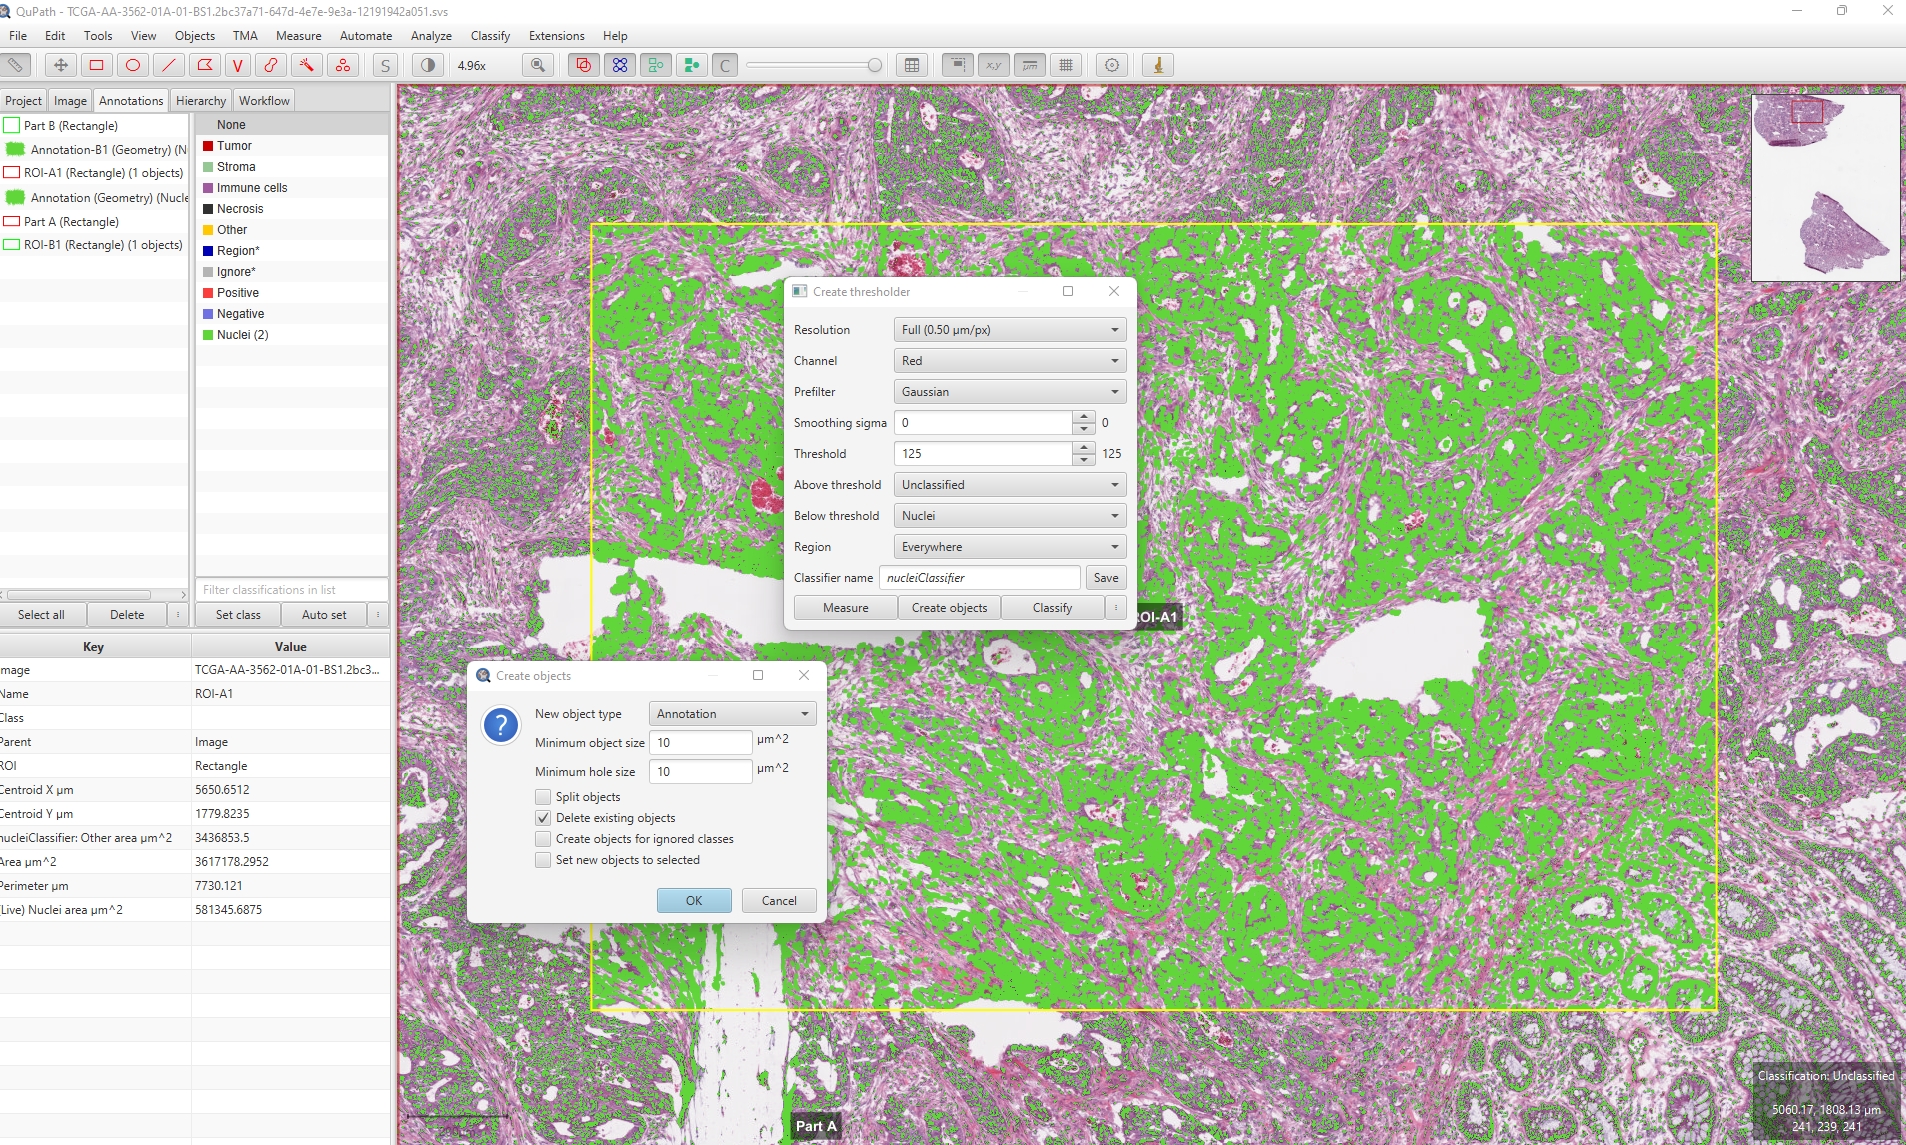 QuPath - TCGA-AA-3562-01A-01-BS1.2bc37a71-647d-4e7e-9e3a-12191942a051.svs
File Edit Tools View Objects TMA Measure Automate Analyze Classify Extensions Help
V S 4.96x C x,y µm
Project Image Annotations Hierarchy Workflow
Part B (Rectangle)
Annotation-B1 (Geometry) (N
ROI-A1 (Rectangle) (1 objects)
Annotation (Geometry) (Nucle
Part A (Rectangle)
ROI-B1 (Rectangle) (1 objects)
None
Tumor
Stroma
Immune cells
Necrosis
Other
Region*
Ignore*
Positive
Negative
Nuclei (2)
Filter classifications in list
Select all Delete Set class Auto set
Key Value
mage TCGA-AA-3562-01A-01-BS1.2bc3...
Name ROI-A1
Class
Parent Image
ROI Rectangle
Centroid X µm 5650.6512
Centroid Y µm 1779.8235
nucleiClassifier: Other area µm^2 3436853.5
Area µm^2 3617178.2952
Perimeter µm 7730.121
(Live) Nuclei area µm^2 581345.6875
Create thresholder
Resolution Full (0.50 µm/px)
Channel Red
Prefilter Gaussian
Smoothing sigma 0 0
Threshold 125 125
Above threshold Unclassified
Below threshold Nuclei
Region Everywhere
Classifier name nucleiClassifier Save
Measure Create objects Classify
ROI-A1
Create objects
New object type Annotation
Minimum object size 10 µm^2
Minimum hole size 10 µm^2
Split objects
Delete existing objects
Create objects for ignored classes
Set new objects to selected
OK Cancel
Part A
Classification: Unclassified
5060.17, 1808.13 µm
241, 239, 241